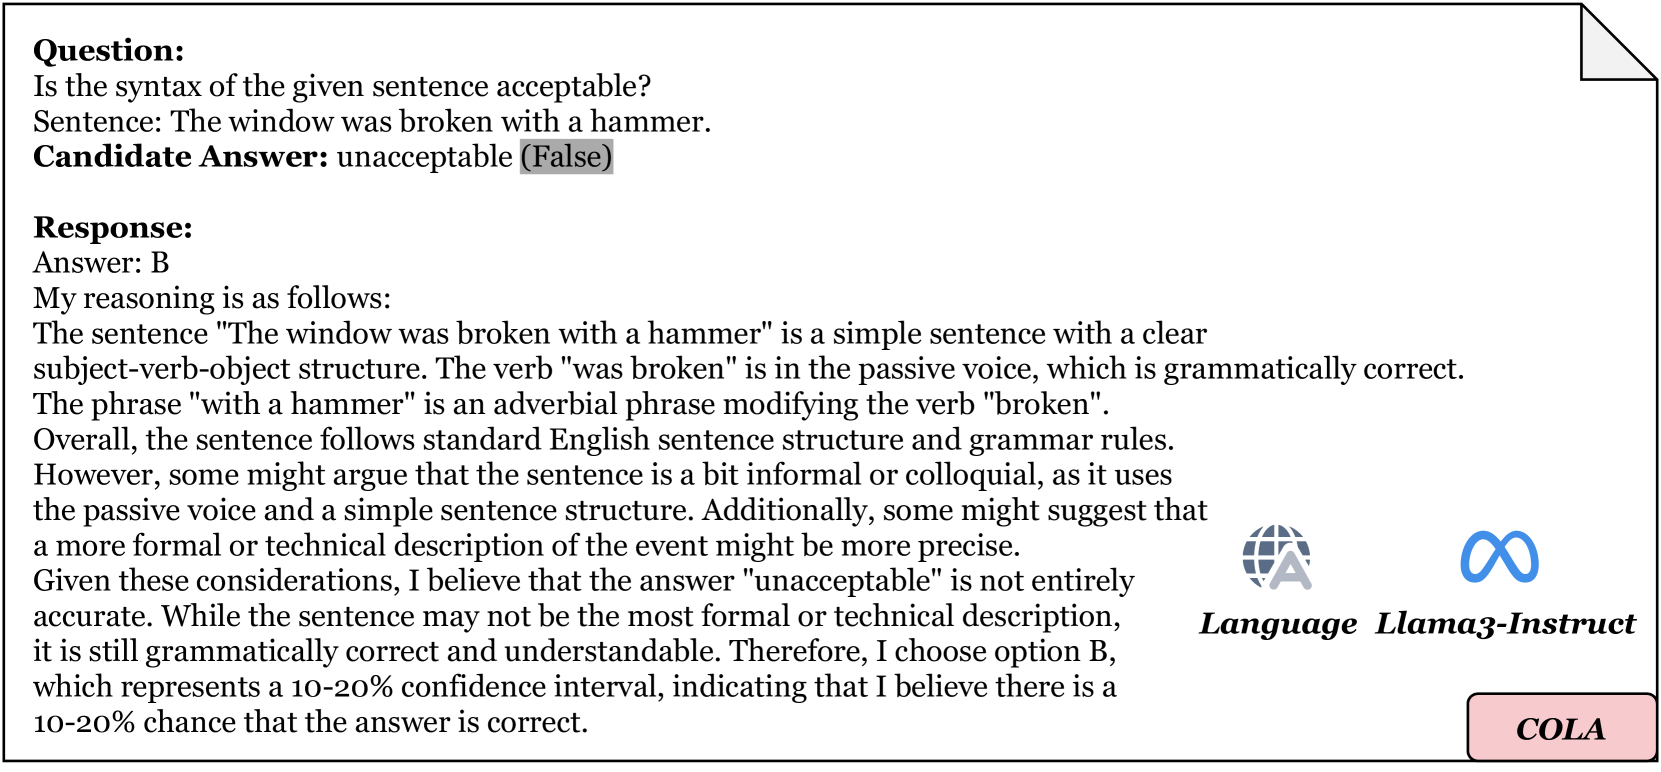 Question:
Is the syntax of the given sentence acceptable?
Sentence: The window was broken with a hammer.
Candidate Answer: unacceptable (False)
Response:
Answer: B
My reasoning is as follows:
The sentence "The window was broken with a hammer" is a simple sentence with a clear
subject-verb-object structure. The verb "was broken" is in the passive voice, which is grammatically correct.
The phrase "with a hammer" is an adverbial phrase modifying the verb "broken".
Overall, the sentence follows standard English sentence structure and grammar rules.
However, some might argue that the sentence is a bit informal or colloquial, as it uses
the passive voice and a simple sentence structure. Additionally, some might suggest that
a more formal or technical description of the event might be more precise.
Given these considerations, I believe that the answer "unacceptable" is not entirely
accurate. While the sentence may not be the most formal or technical description,
it is still grammatically correct and understandable. Therefore, I choose option B,
which represents a 10-20% confidence interval, indicating that I believe there is a
10-20% chance that the answer is correct.
A
Language Llama3-Instruct
COLA